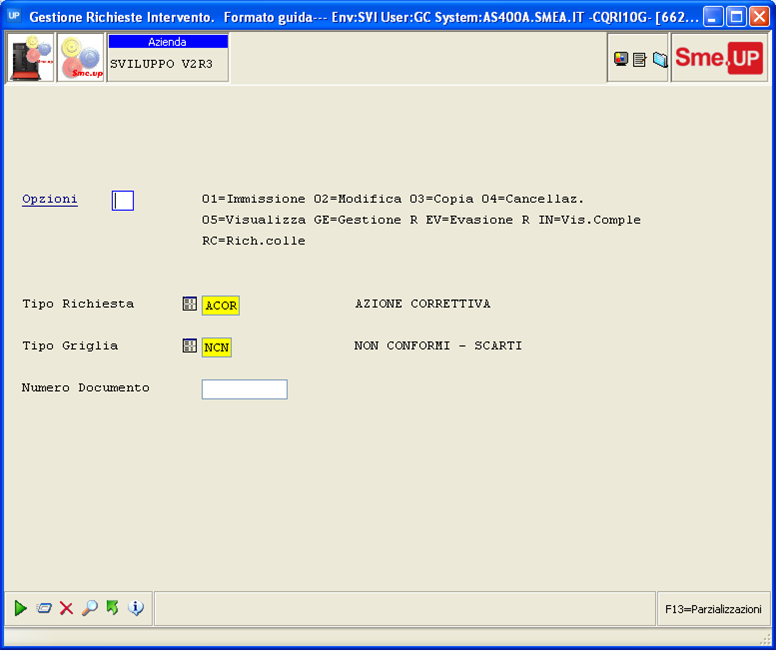 UP Gestione Richieste Intervento. Formato guida--- Env:SVI User:GC System:AS400A.SMEA.IT -CQRI10G- [662...
Azienda
SVILUPPO V2R3
Sme.up
Sme.UP
Opzioni
01=Immissione 02=Modifica 03=Copia 04=Cancellaz.
05=Visualizza GE=Gestione R EV=Evasione R IN=Vis.Comple
RC=Rich.colle
Tipo Richiesta ACOR AZIONE CORRETTIVA
Tipo Griglia NCN NON CONFORMI - SCARTI
Numero Documento
F13=Parzializzazioni